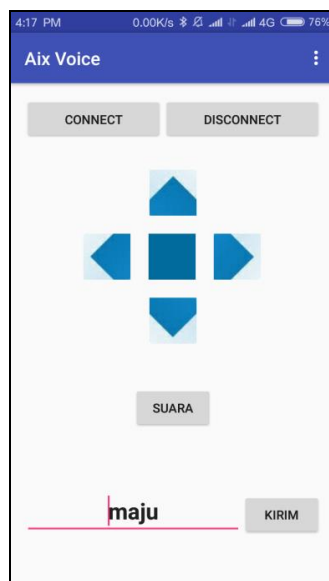 4:17 PM 0.00K/s 4G 76%
Aix Voice
CONNECT DISCONNECT
SUARA
maju KIRIM